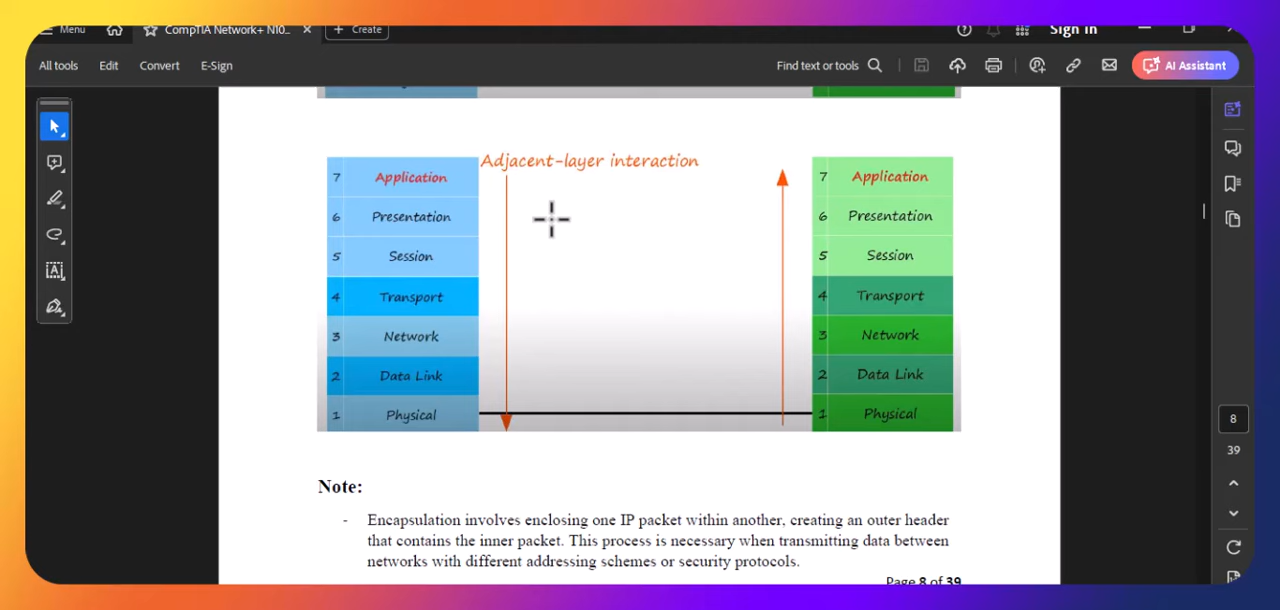 Menu
CompTIA Network+ N10...
+ Create
Sign in
All tools
Edit
Convert
E-Sign
Find text or tools
AI Assistant
Adjacent-layer interaction
7 Application
6 Presentation
5 Session
4 Transport
3 Network
2 Data Link
1 Physical
7 Application
6 Presentation
5 Session
4 Transport
3 Network
2 Data Link
1 Physical
8
39
Note:
- Encapsulation involves enclosing one IP packet within another, creating an outer header
that contains the inner packet. This process is necessary when transmitting data between
networks with different addressing schemes or security protocols.
Page 8 of 39